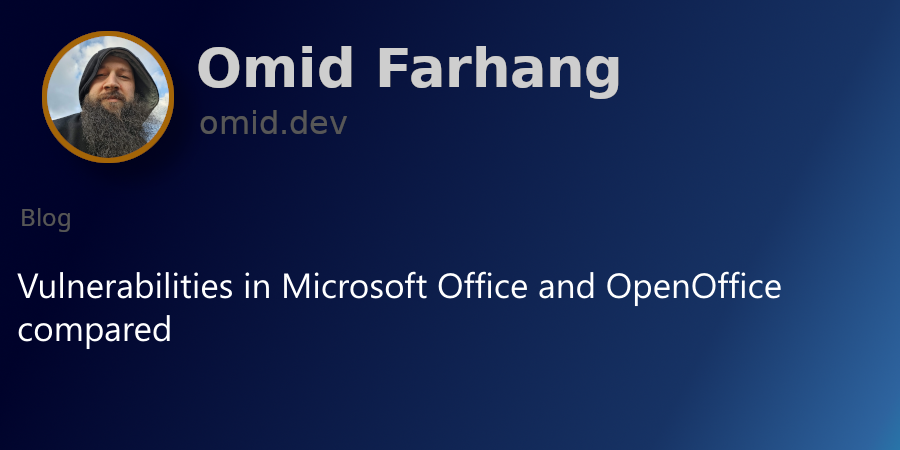 Omid Farhang
omid.dev
Blog
Vulnerabilities in Microsoft Office and OpenOffice
compared